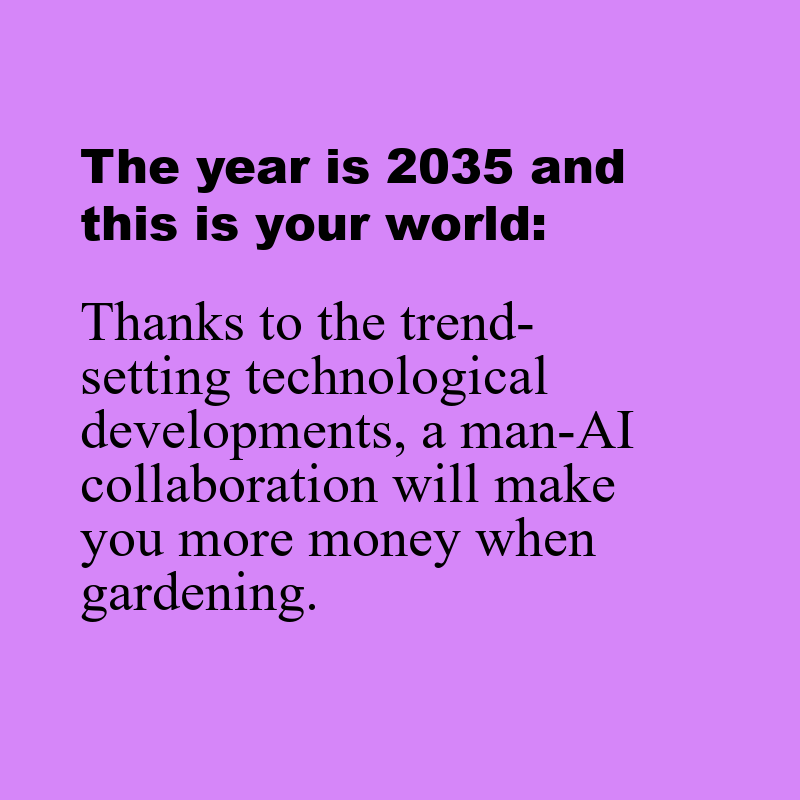 The year is 2035 and
this is your world:
Thanks to the trend-
setting technological
developments, a man-AI
collaboration will make
you more money when
gardening.